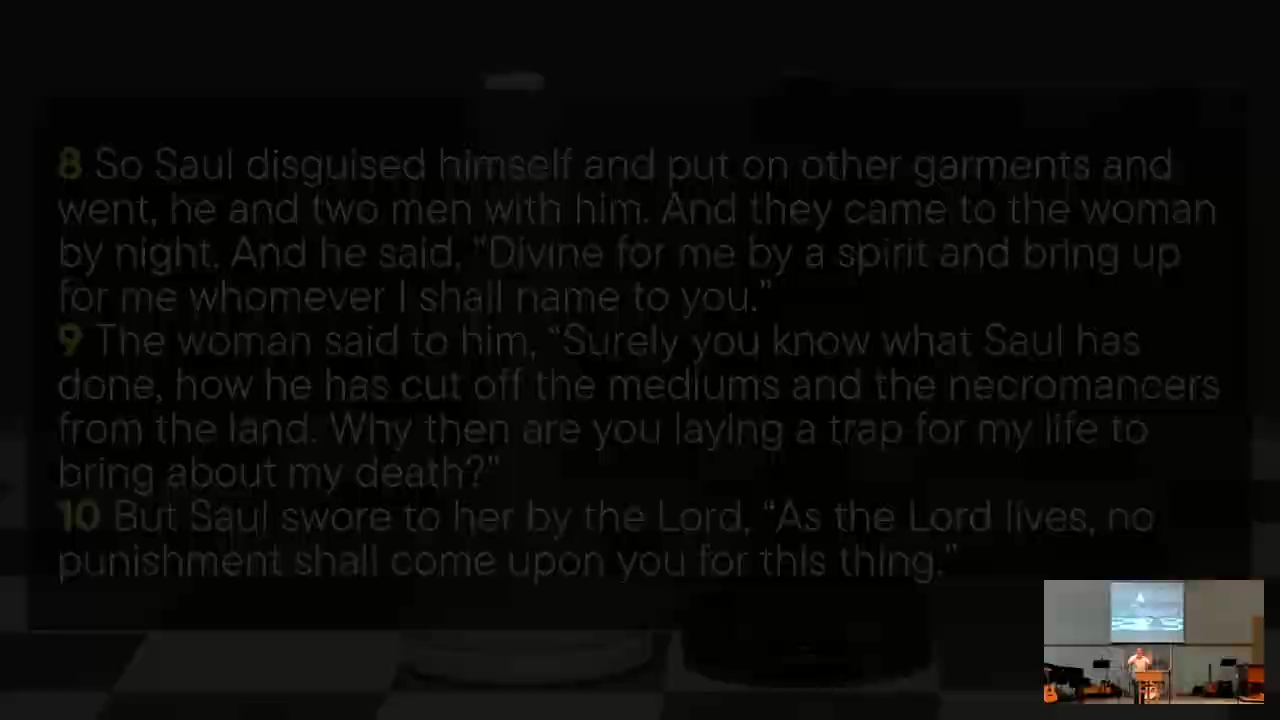 8 So Saul disguised himself and put on other garments and
went, he and two men with him. And they came to the woman
by night. And he said, "Divine for me by a spirit and bring up
for me whomever I shall name to you."
9 The woman said to him, “Surely you know what Saul has
done, how he has cut off the mediums and the necromancers
from the land. Why then are you laying a trap for my life to
bring about my death?"
10 But Saul swore to her by the Lord, “As the Lord lives, no
punishment shall come upon you for this thing."